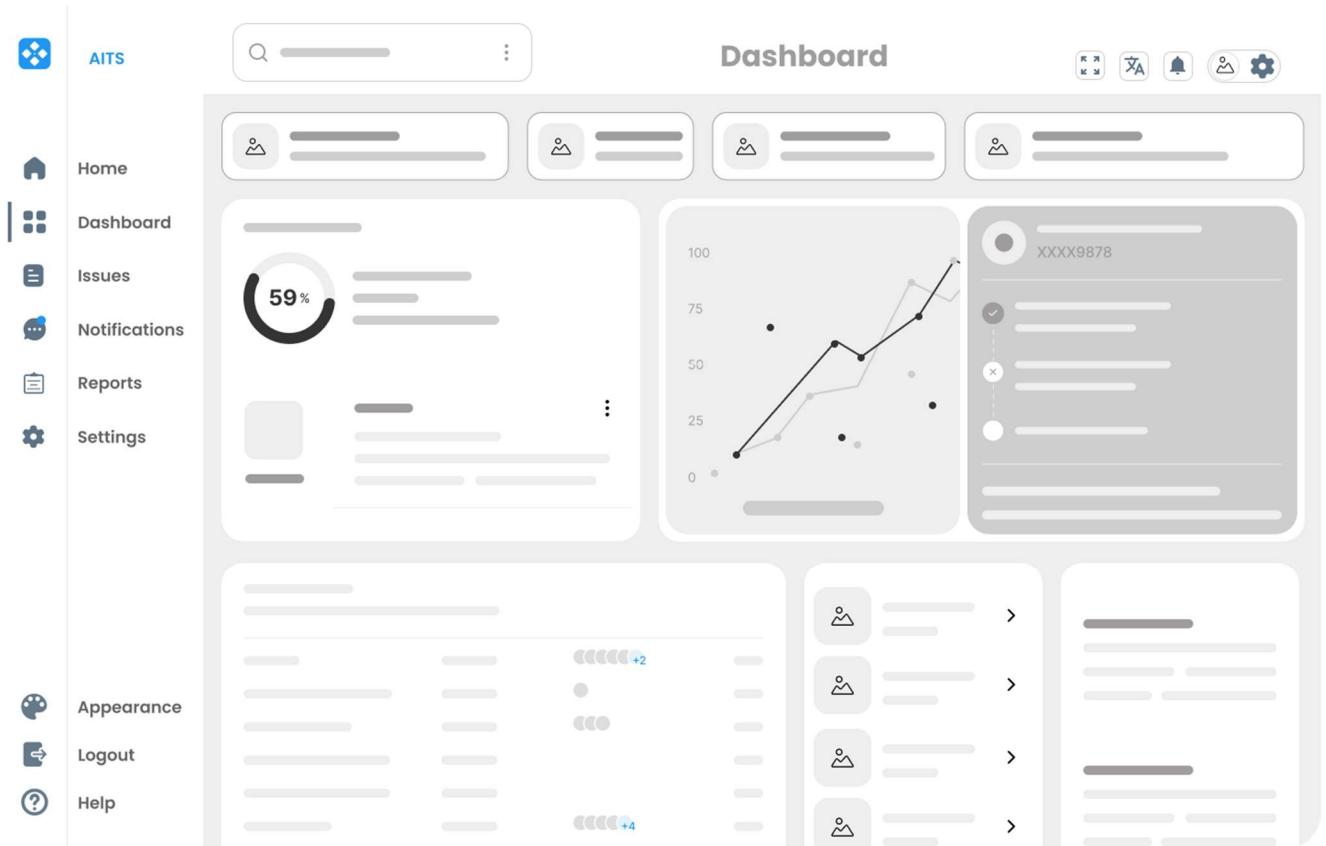 AITS
Dashboard
Home
Dashboard
Issues
Notifications
Reports
Settings
Appearance
Logout
Help
59%
100
75
50
25
0
XXXX9878
+2
+4